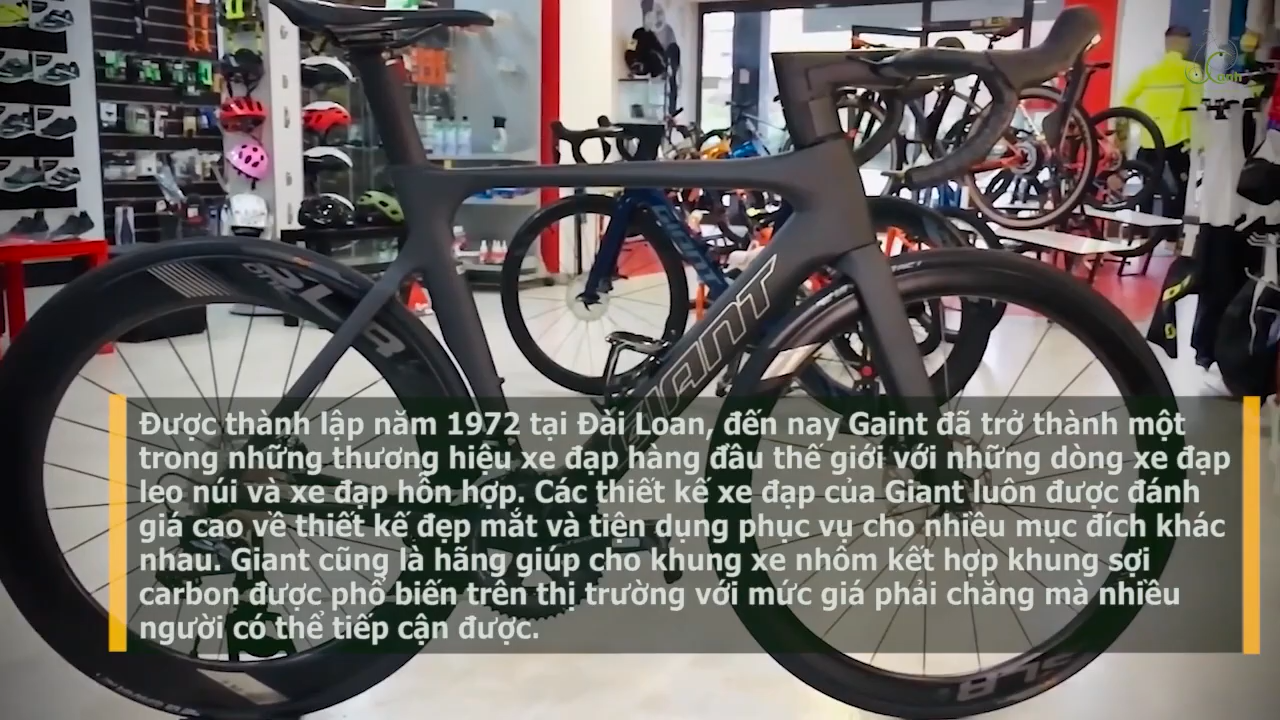 Được thành lập năm 1972 tại Đài Loan, đến nay Gaint đã trở thành một
trong những thương hiệu xe đạp hàng đầu thế giới với những dòng xe đạp
leo núi và xe đạp hỗn hợp. Các thiết kế xe đạp của Giant luôn được đánh
giá cao về thiết kế đẹp mắt và tiện dụng phục vụ cho nhiều mục đích khác
nhau. Giant cũng là hãng giúp cho khung xe nhôm kết hợp khung sợi
carbon được phổ biến trên thị trường với mức giá phải chăng mà nhiều
người có thể tiếp cận được.
GIANT
SLR
SLR